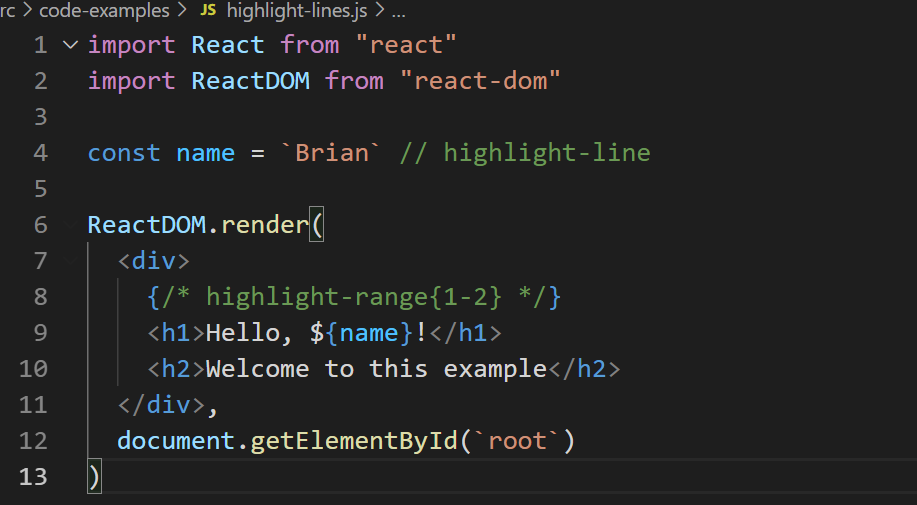 rc > code-examples > JS highlight-lines.js > ...
1 import React from "react"
2 import ReactDOM from "react-dom"
3
4 const name = `Brian` // highlight-line
5
6 ReactDOM.render(
7   <div>
8     {/* highlight-range{1-2} */}
9     <h1>Hello, ${name}!</h1>
10     <h2>Welcome to this example</h2>
11   </div>,
12   document.getElementById(`root`)
13 )